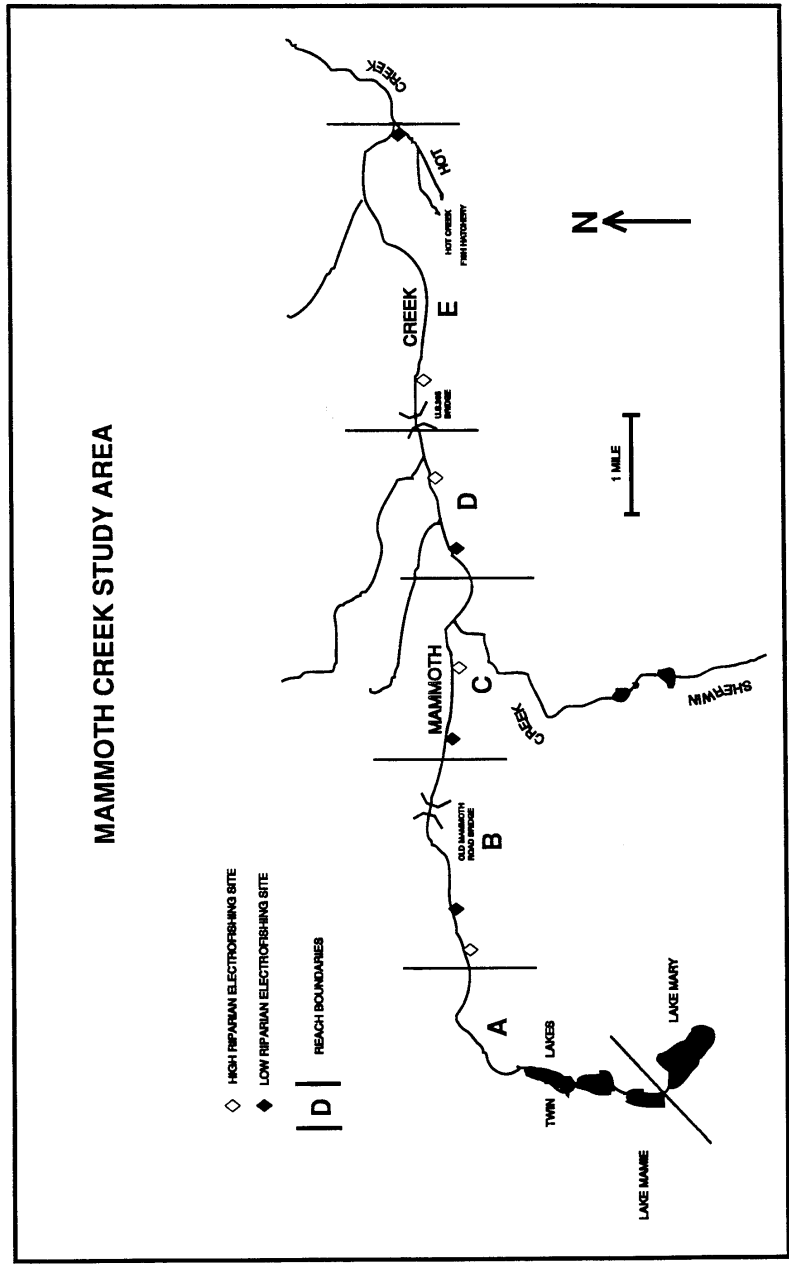 MAMMOTH CREEK STUDY AREA
HIGH RIPARIAN ELECTROFISHING SITE
LOW RIPARIAN ELECTROFISHING SITE
D
REACH BOUNDARIES
A
TWIN
LAKES
LAKE MAMIE
LAKE MARY
OLD MAMMOTH
ROAD BRIDGE
B
MAMMOTH
C
CREEK
SHERWIN
D
BRIDGE
CREEK
E
HOT CREEK
FISH HATCHERY
HOT
CREEK
N
1 MILE